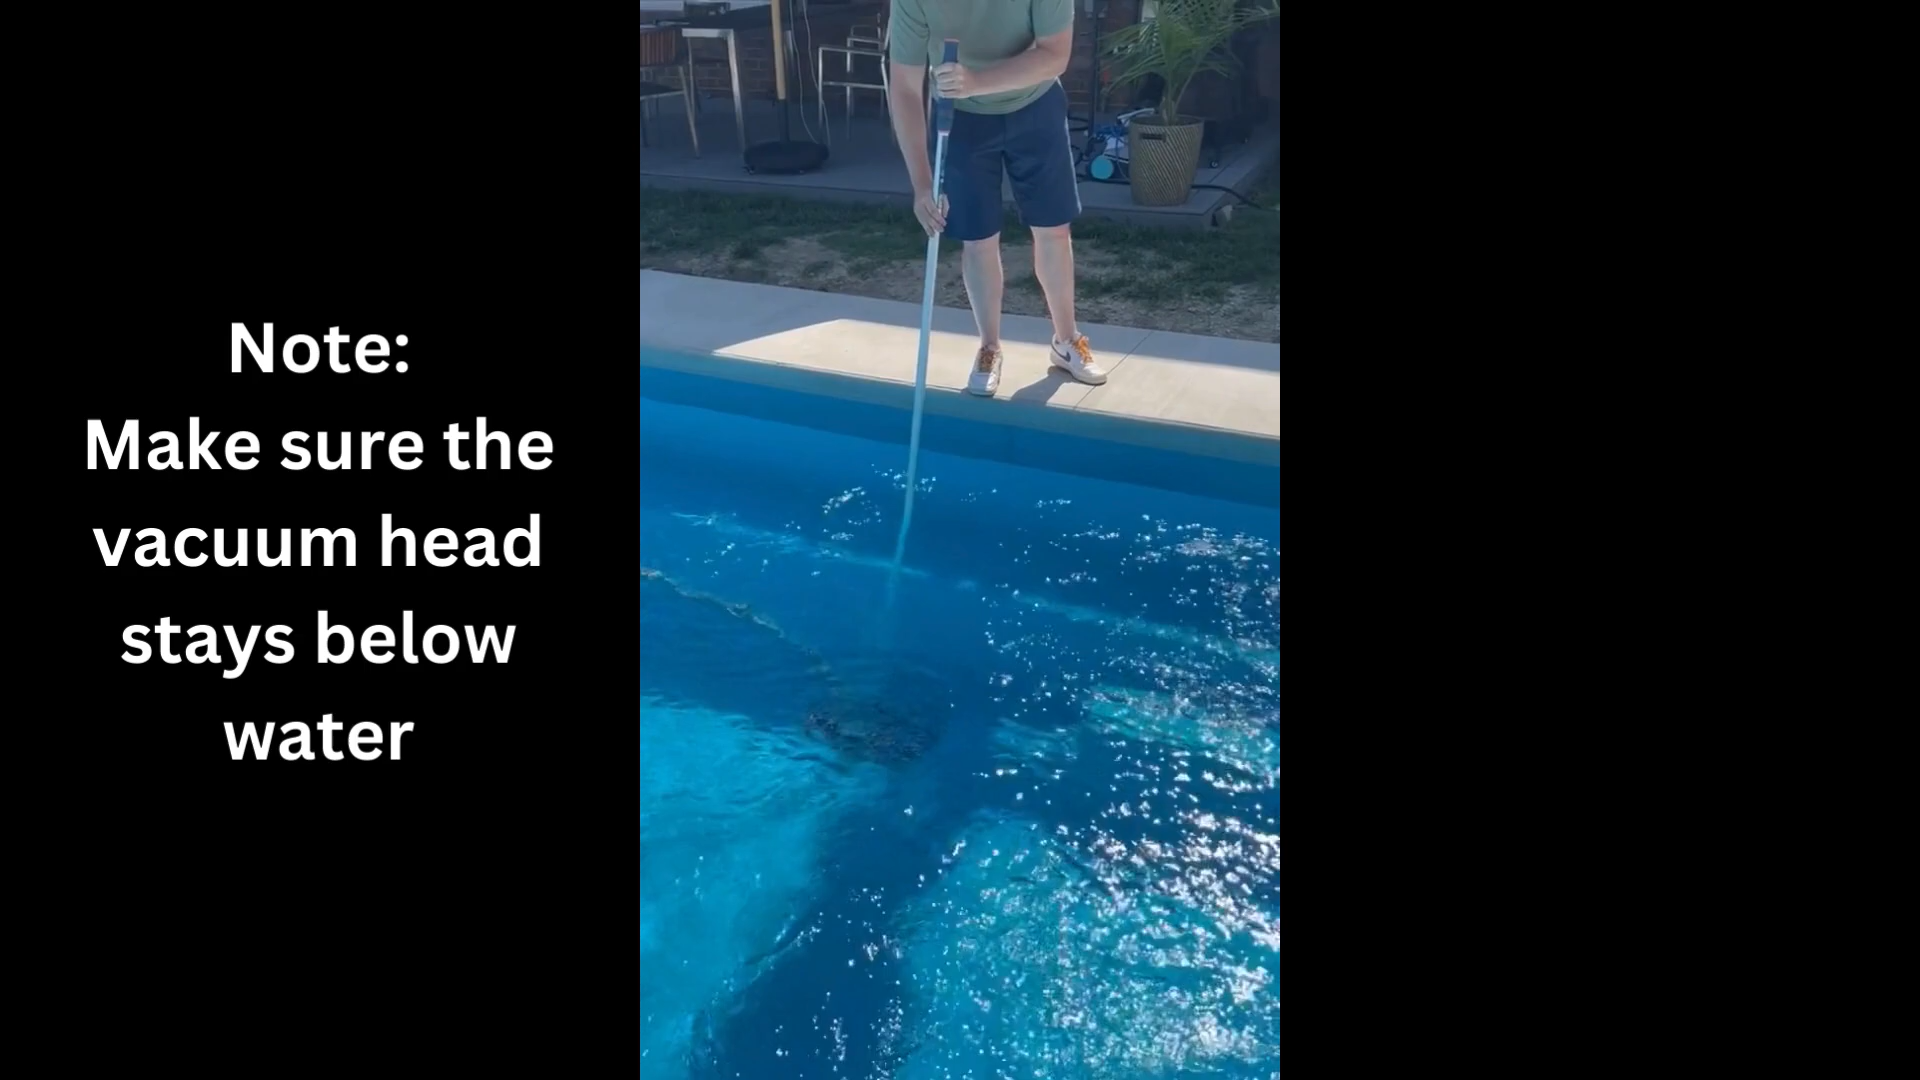 Note:
Make sure the
vacuum head
stays below
water